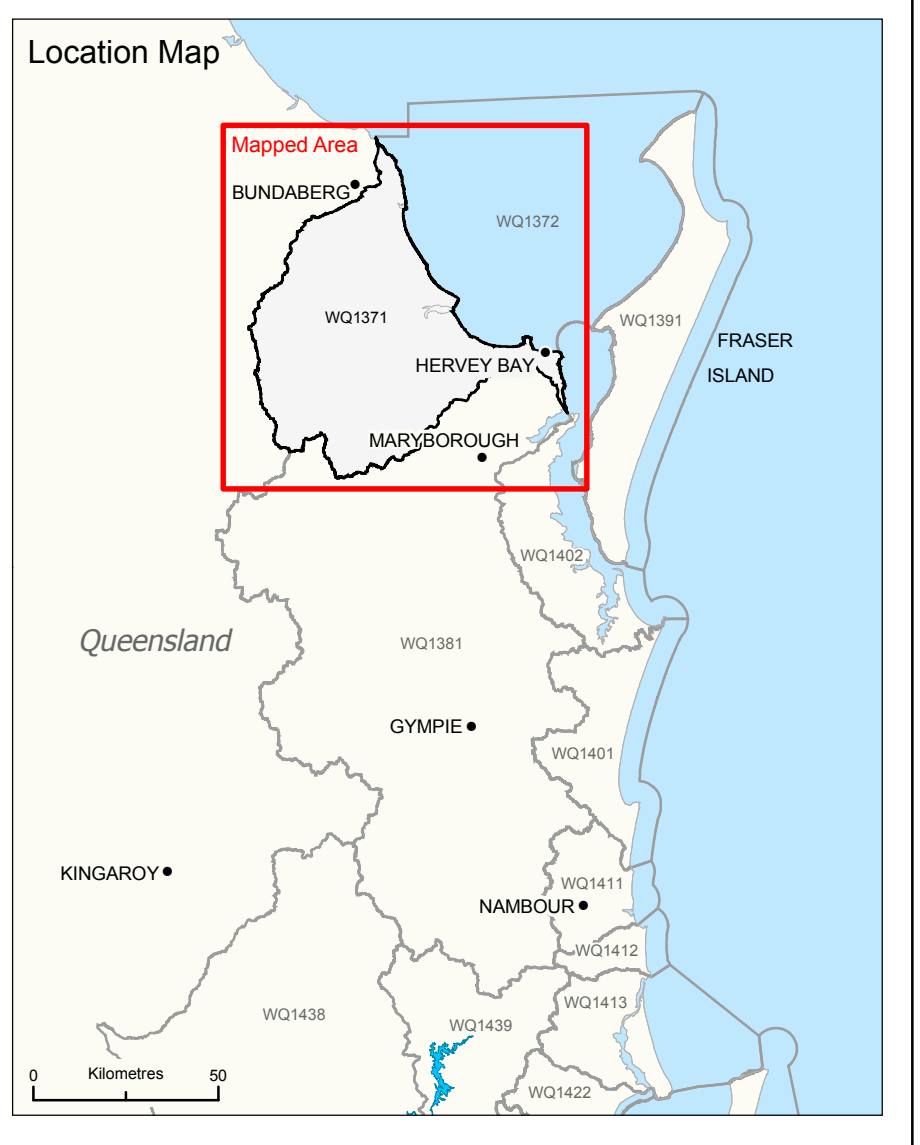 Location Map
Mapped Area
BUNDABERG
WQ1372
WQ1371
WQ1391
FRASER
ISLAND
HERVEY BAY
MARYBOROUGH
WQ1402
Queensland
WQ1381
GYMPIE
WQ1401
KINGAROY
WQ1411
NAMBOUR
WQ1412
WQ1413
WQ1438
WQ1439
0 Kilometres 50
WQ1422